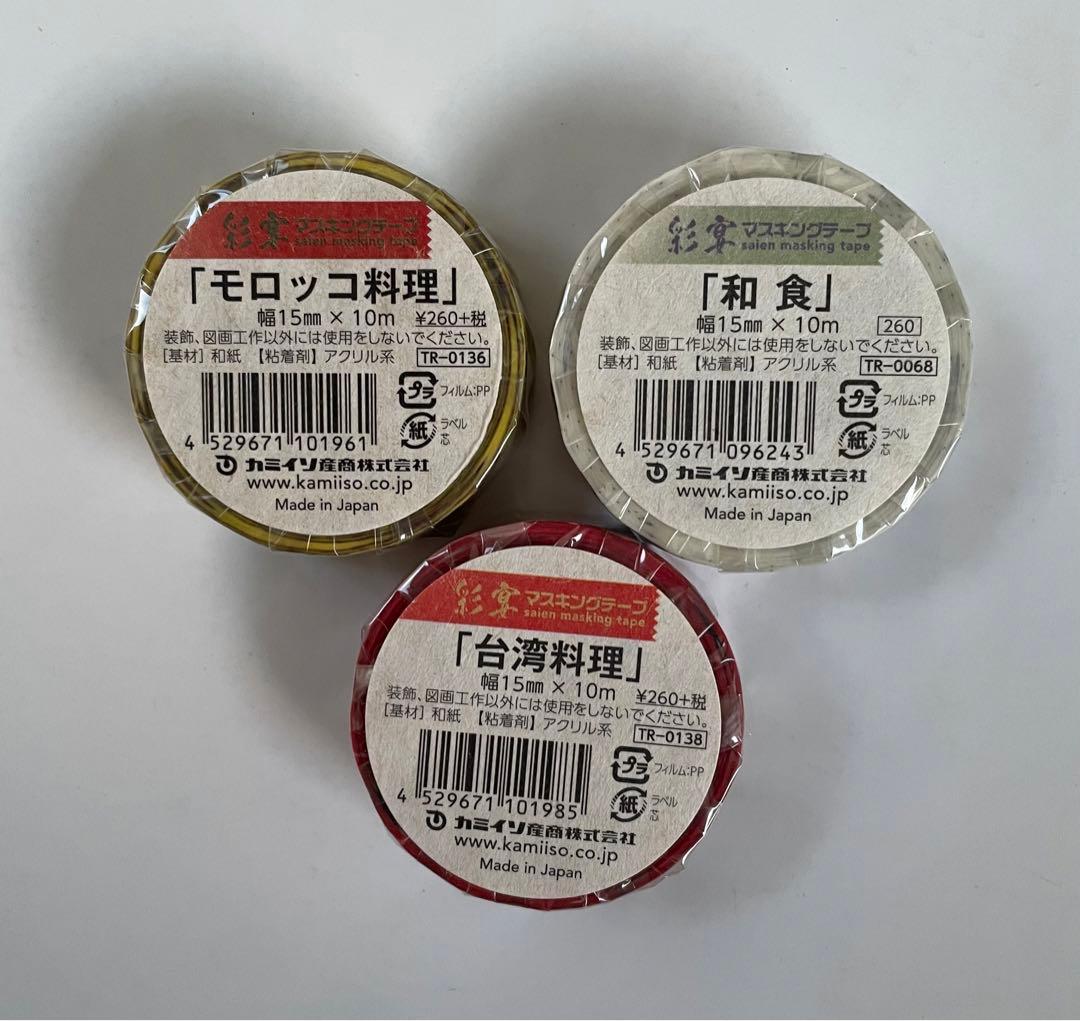 彩宴 マスキングテープ
saien masking tape
「モロッコ料理」
幅15㎜ × 10m ¥260+税
装飾、図画工作以外には使用をしないでください。
［基材］和紙 【粘着剤】アクリル系 TR-0136
プラ フィルム:PP
紙 ラベル
芯
4 529671 101961
カミイソ産商株式会社
www.kamiiso.co.jp
Made in Japan
彩宴 マスキングテープ
saien masking tape
「和 食」
幅15㎜ × 10m 260
装飾、図画工作以外には使用をしないでください。
［基材］和紙 【粘着剤】アクリル系 TR-0068
プラ フィルム:PP
紙 ラベル
芯
4 529671 096243
カミイソ産商株式会社
www.kamiiso.co.jp
Made in Japan
彩宴 マスキングテープ
saien masking tape
「台湾料理」
幅15㎜ × 10m ¥260+税
装飾、図画工作以外には使用をしないでください。
［基材］和紙 【粘着剤】アクリル系 TR-0138
プラ フィルム:PP
紙 ラベル
芯
4 529671 101985
カミイソ産商株式会社
www.kamiiso.co.jp
Made in Japan